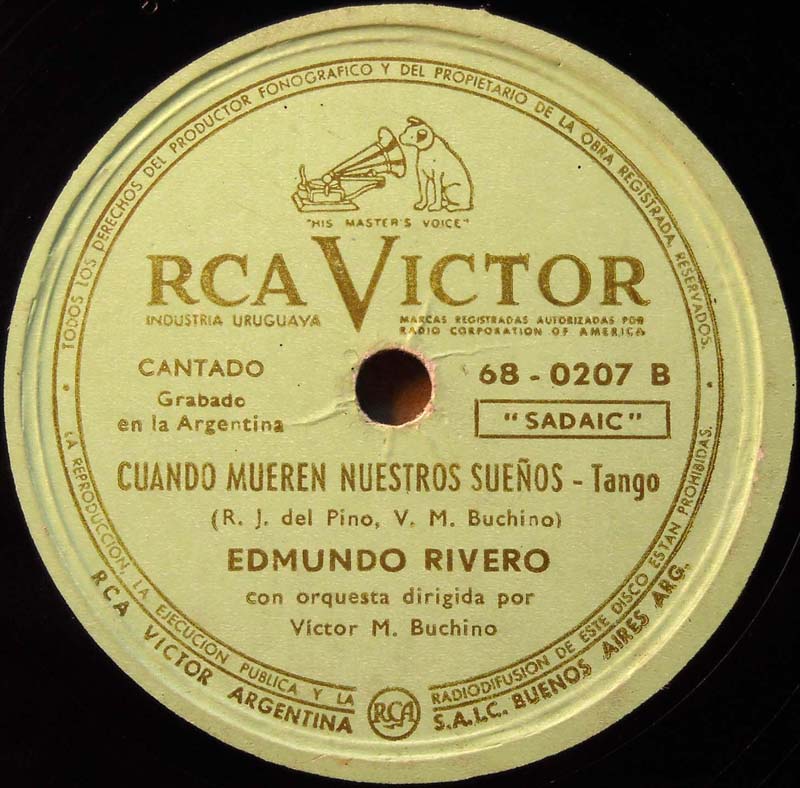 TODOS LOS DERECHOS DEL PRODUCTOR FONOGRAFICO Y DEL PROPIETARIO DE LA OBRA REGISTRADA, RESERVADOS.
"HIS MASTER'S VOICE"
RCA VICTOR
INDUSTRIA URUGUAYA
MARCAS REGISTRADAS AUTORIZADAS POR
RADIO CORPORATION OF AMERICA
CANTADO
68-0207 B
Grabado
en la Argentina
"SADAIC"
CUANDO MUEREN NUESTROS SUEÑOS - Tango
(R. J. del Pino, V. M. Buchino)
EDMUNDO RIVERO
con orquesta dirigida por
Víctor M. Buchino
LA REPRODUCCION, LA EJECUCION PUBLICA Y LA RADIODIFUSION DE ESTE DISCO ESTAN PROHIBIDAS.
RCA VICTOR ARGENTINA RCA S.A.I.C. BUENOS AIRES ARG.